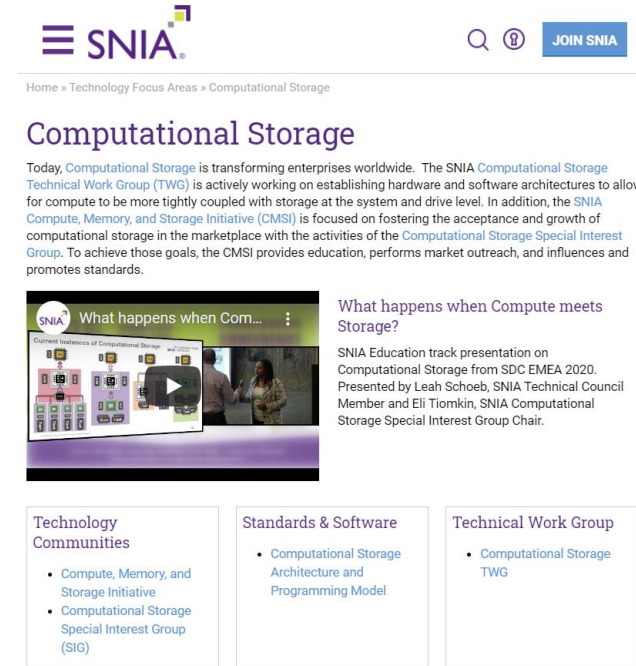 SNIA
JOIN SNIA
Home » Technology Focus Areas » Computational Storage
Computational Storage
Today, Computational Storage is transforming enterprises worldwide. The SNIA Computational Storage
Technical Work Group (TWG) is actively working on establishing hardware and software architectures to allow
for compute to be more tightly coupled with storage at the system and drive level. In addition, the SNIA
Compute, Memory, and Storage Initiative (CMSI) is focused on fostering the acceptance and growth of
computational storage in the marketplace with the activities of the Computational Storage Special Interest
Group. To achieve those goals, the CMSI provides education, performs market outreach, and influences and
promotes standards.
SNIA
What happens when Com...
Current Instances of Computational Storage
What happens when Compute meets
Storage?
SNIA Education track presentation on
Computational Storage from SDC EMEA 2020.
Presented by Leah Schoeb, SNIA Technical Council
Member and Eli Tiomkin, SNIA Computational
Storage Special Interest Group Chair.
Technology
Communities
• Compute, Memory, and
Storage Initiative
• Computational Storage
Special Interest Group
(SIG)
Standards & Software
• Computational Storage
Architecture and
Programming Model
Technical Work Group
• Computational Storage
TWG